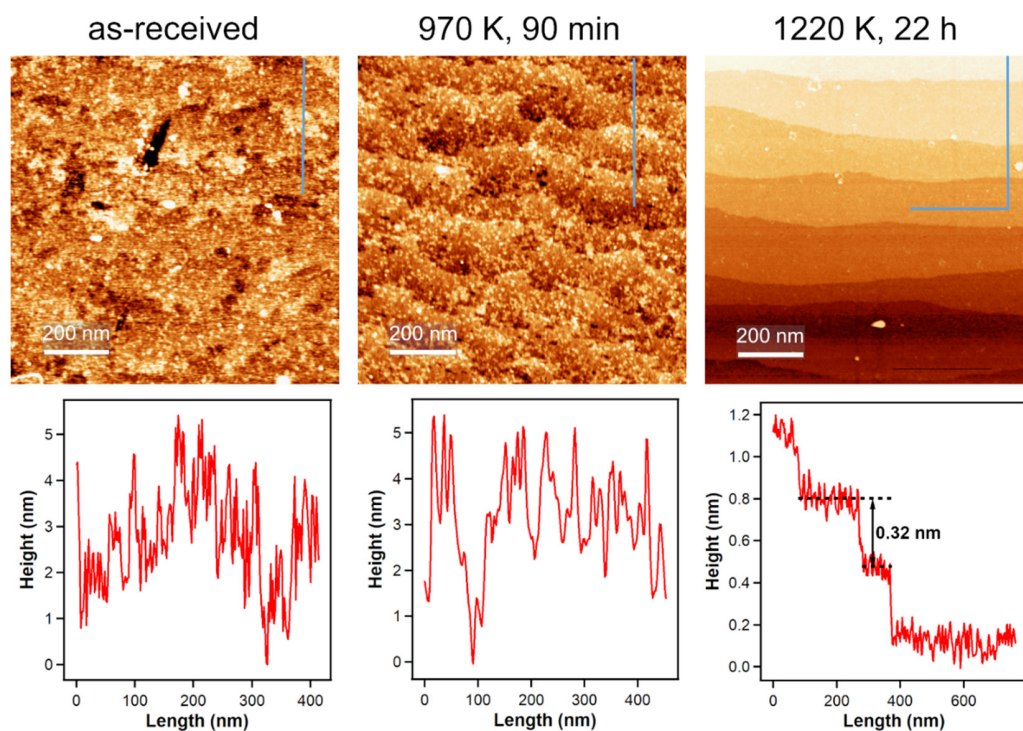 as-received
970 K, 90 min
1220 K, 22 h
200 nm
200 nm
200 nm
Height (nm)
5
4
3
2
1
0
0
100
200
300
400
Length (nm)
Height (nm)
5
4
3
2
1
0
0
100
200
300
400
Length (nm)
Height (nm)
1.2
1.0
0.8
0.6
0.4
0.2
0.0
0.32 nm
0
200
400
600
Length (nm)